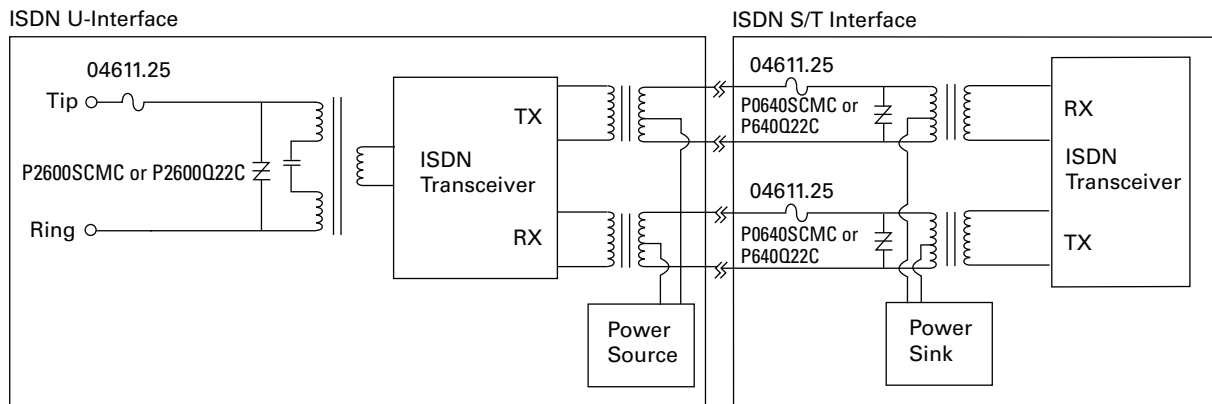 ISDN U-Interface
ISDN S/T Interface
04611.25
Tip
P2600SCMC or P2600Q22C
Ring
TX
ISDN
Transceiver
RX
Power
Source
04611.25
P0640SCMC or
P640Q22C
04611.25
P0640SCMC or
P640Q22C
Power
Sink
RX
ISDN
Transceiver
TX